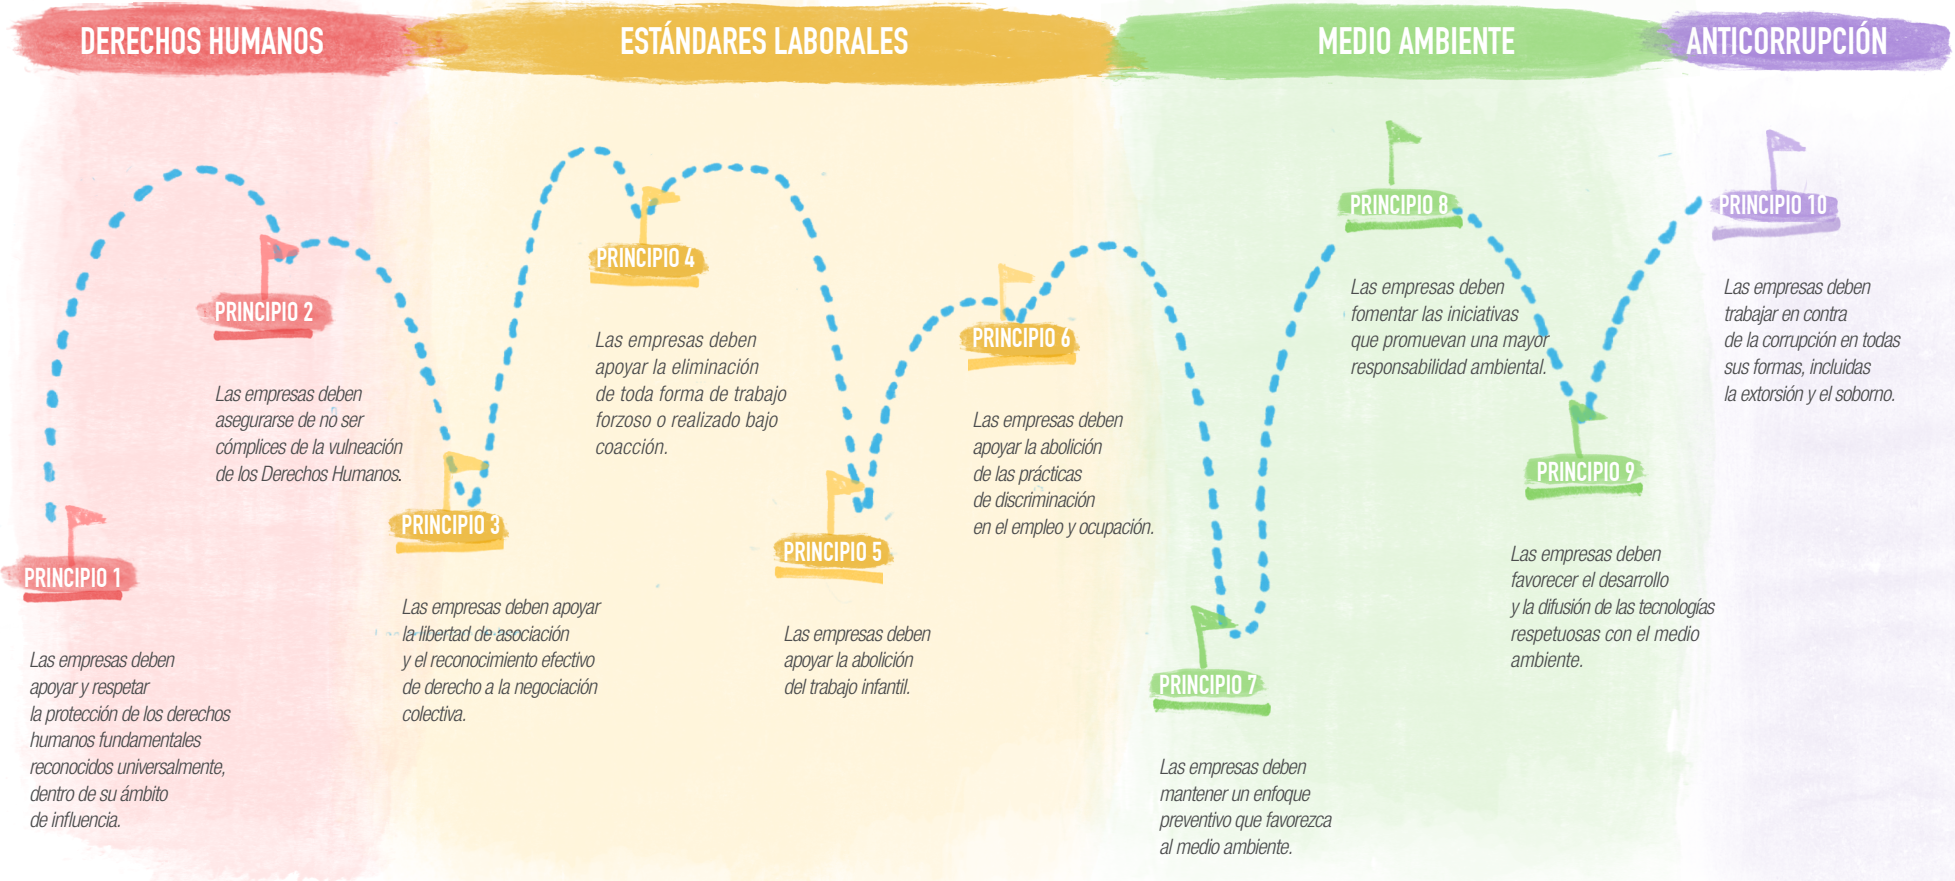 DERECHOS HUMANOS
ESTÁNDARES LABORALES
MEDIO AMBIENTE
ANTICORRUPCIÓN
PRINCIPIO 1
Las empresas deben
apoyar y respetar
la protección de los derechos
humanos fundamentales
reconocidos universalmente,
dentro de su ámbito
de influencia.
PRINCIPIO 2
Las empresas deben
asegurarse de no ser
cómplices de la vulneación
de los Derechos Humanos.
PRINCIPIO 3
Las empresas deben apoyar
la libertad de asociación
y el reconocimiento efectivo
de derecho a la negociación
colectiva.
PRINCIPIO 4
Las empresas deben
apoyar la eliminación
de toda forma de trabajo
forzoso o realizado bajo
coacción.
PRINCIPIO 5
Las empresas deben
apoyar la abolición
del trabajo infantil.
PRINCIPIO 6
Las empresas deben
apoyar la abolición
de las prácticas
de discriminación
en el empleo y ocupación.
PRINCIPIO 7
Las empresas deben
mantener un enfoque
preventivo que favorezca
al medio ambiente.
PRINCIPIO 8
Las empresas deben
fomentar las iniciativas
que promuevan una mayor
responsabilidad ambiental.
PRINCIPIO 9
Las empresas deben
favorecer el desarrollo
y la difusión de las tecnologías
respetuosas con el medio
ambiente.
PRINCIPIO 10
Las empresas deben
trabajar en contra
de la corrupción en todas
sus formas, incluidas
la extorsión y el soborno.